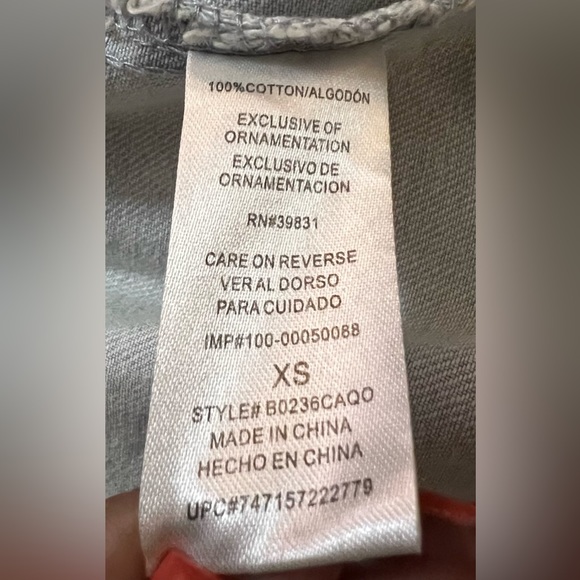 100%COTTON/ALGODÓN
EXCLUSIVE OF
ORNAMENTATION
EXCLUSIVO DE
ORNAMENTACION
RN#39831
CARE ON REVERSE
VER AL DORSO
PARA CUIDADO
IMP#100-00050088
XS
STYLE# B0236CAQO
MADE IN CHINA
HECHO EN CHINA
UPC#747157222779